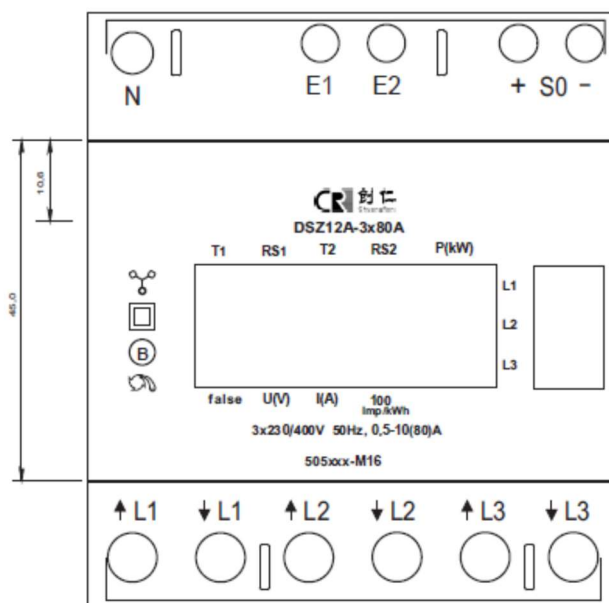 N E1 E2 + S0 -
10,6
45,0
CR 创仁
DSZ12A-3x80A
T1 RS1 T2 RS2 P(kW)
L1
L2
L3
B
false U(V) I(A) 100
Imp/kWh
3x230/400V 50Hz, 0,5-10(80)A
505xxx-M16
↑ L1 ↓ L1 ↑ L2 ↓ L2 ↑ L3 ↓ L3